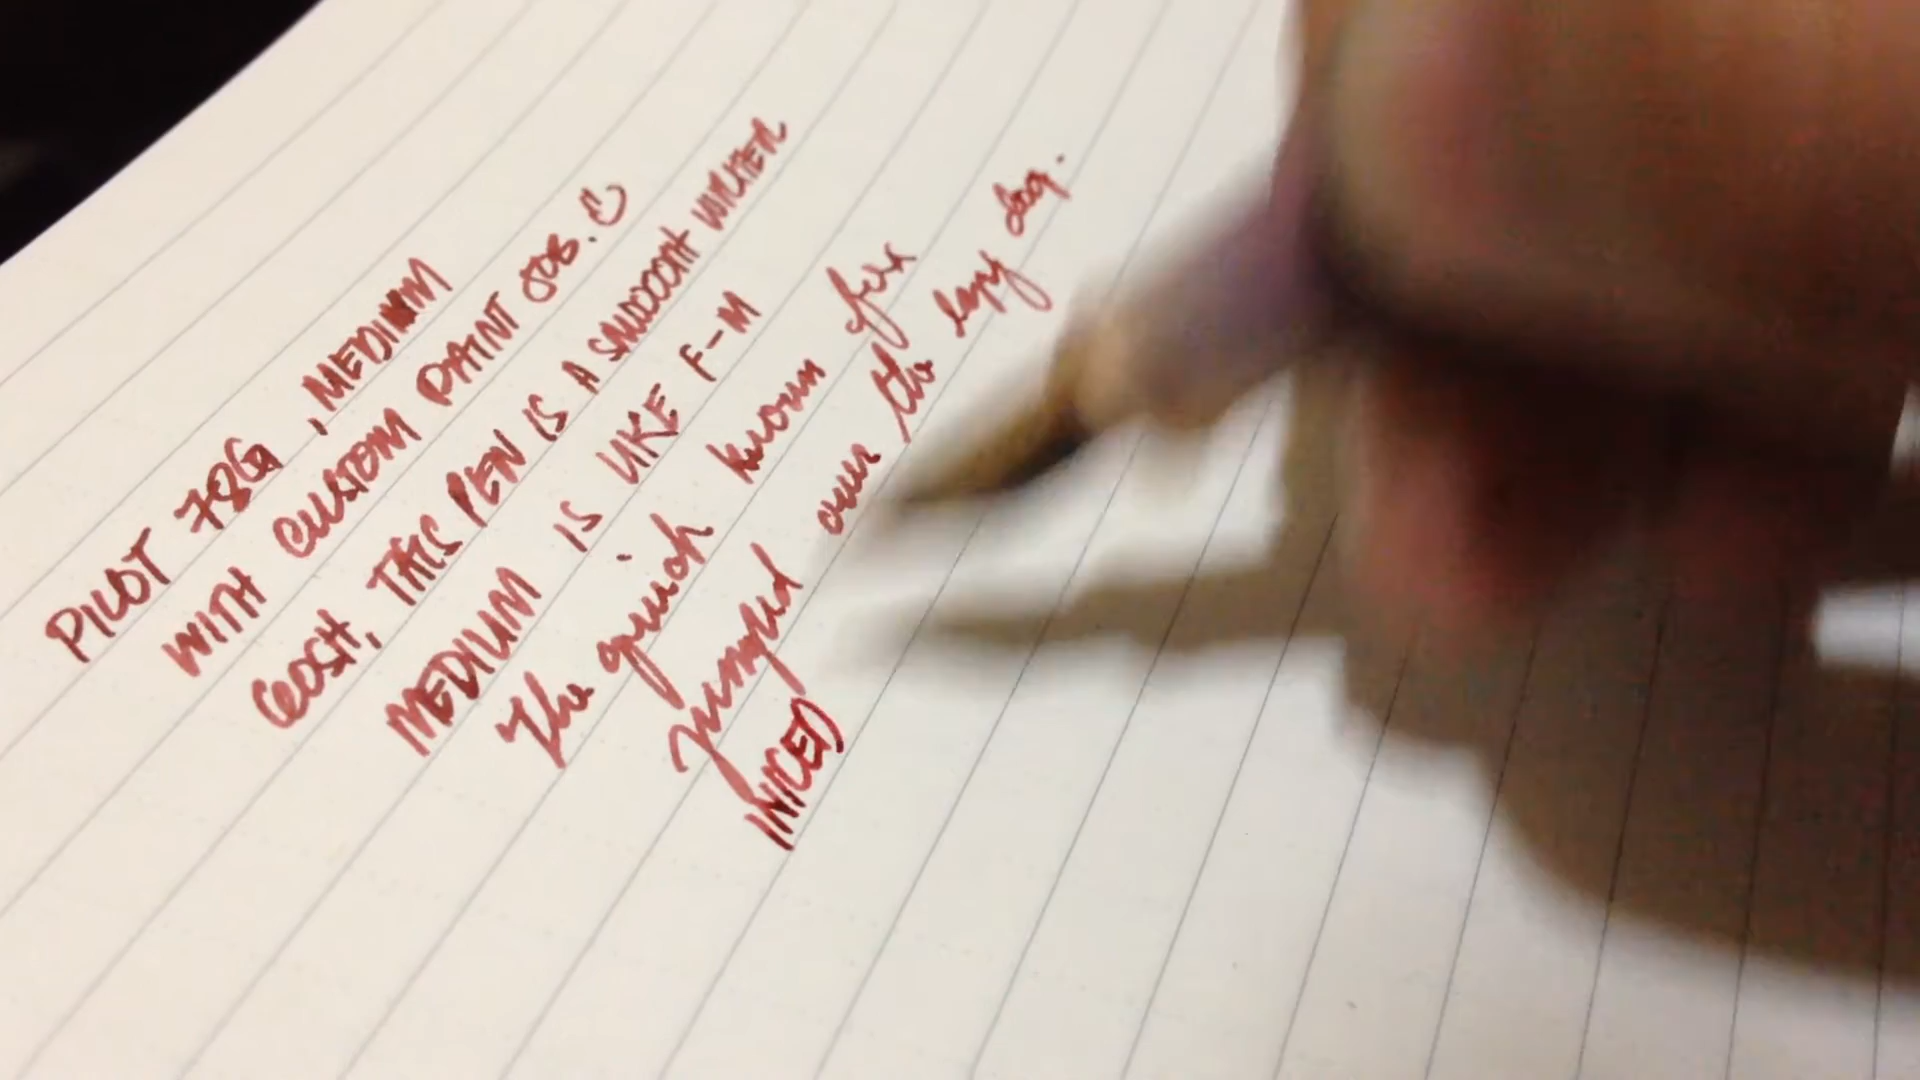 PILOT 78G, MEDIUM
WITH CUSTOM PAINT JOB.
GOSH, THIS PEN IS A SMOOOOTH WRITER
MEDIUM IS LIKE F-M
The quick brown fox
jumped over the lazy dog.